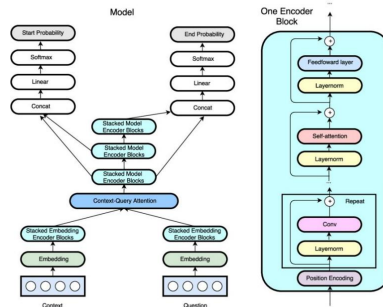 Model
Start Probability
Softmax
Linear
Concat
End Probability
Softmax
Linear
Concat
Stacked Model
Encoder Blocks
Stacked Model
Encoder Blocks
Stacked Model
Encoder Blocks
Context-Query Attention
Stacked Embedding
Encoder Blocks
Stacked Embedding
Encoder Blocks
Embedding
Embedding
Context
Question
One Encoder
Block
...
+
Feedfoward layer
Layernorm
...
+
Self-attention
Layernorm
...
+
Repeat
Conv
Layernorm
Position Encoding